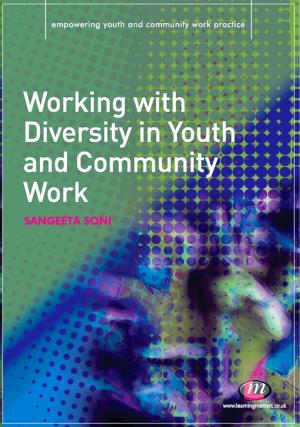 empowering youth and community work practice
Working with
Diversity in Youth
and Community
Work
SANGEETA SONI
m
www.learningmatters.co.uk